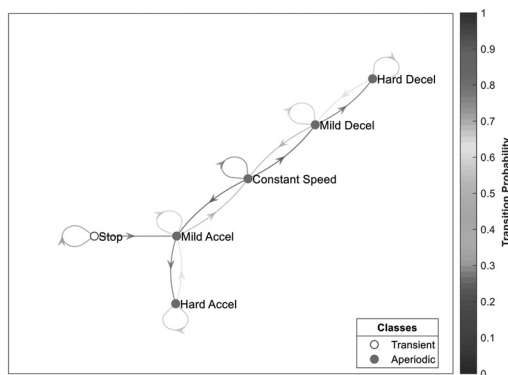 Hard Decel
Mild Decel
Constant Speed
Stop
Mild Accel
Hard Accel
Classes
Transient
Aperiodic
1
0.9
0.8
0.7
0.6
0.5
0.4
0.3
0.2
0.1
0
Transition Probability